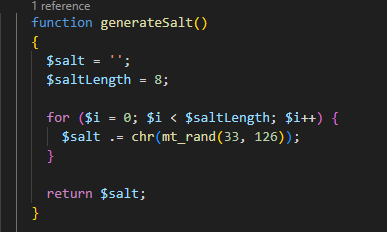 1 reference
function generateSalt()
{
  $salt = '';
  $saltLength = 8;

  for ($i = 0; $i < $saltLength; $i++) {
    $salt .= chr(mt_rand(33, 126));
  }

  return $salt;
}